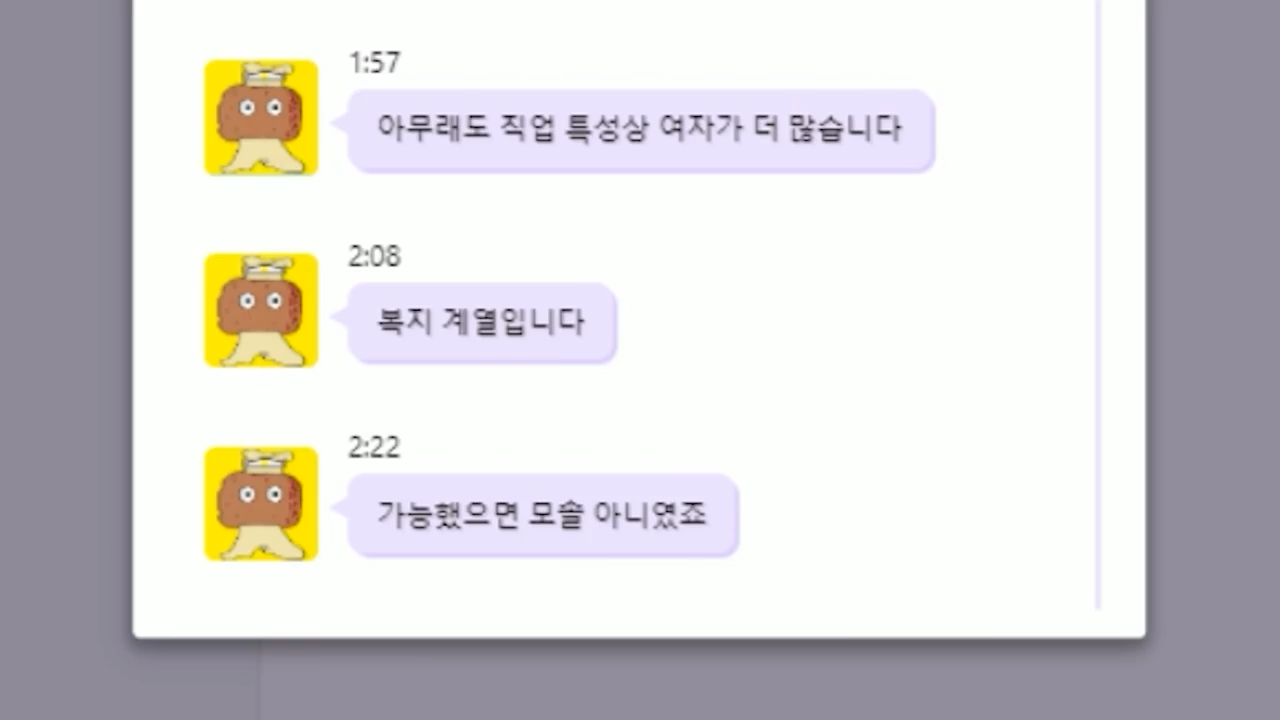 1:57
아무래도 직업 특성상 여자가 더 많습니다
2:08
복지 계열입니다
2:22
가능했으면 모솔 아니였죠